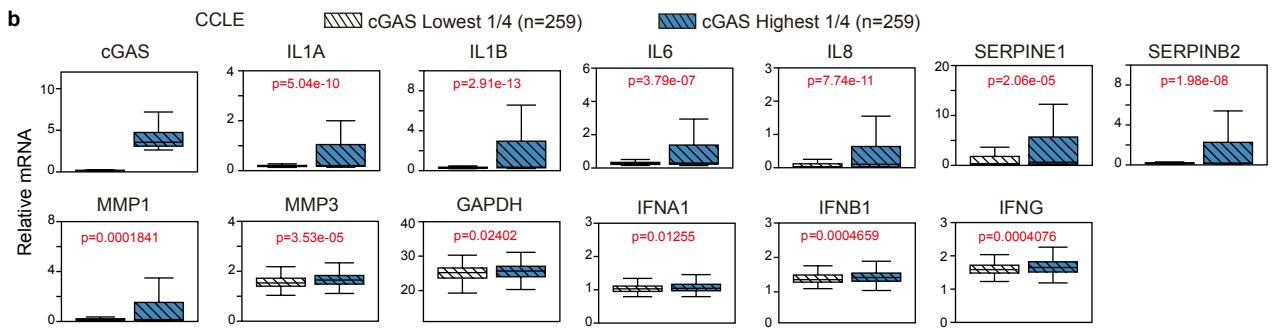 b
CCLE cGAS Lowest 1/4 (n=259) cGAS Highest 1/4 (n=259)
cGAS IL1A IL1B IL6 IL8 SERPINE1 SERPINB2
10
5
0
4
2
0
p=5.04e-10
8
4
0
p=2.91e-13
6
4
2
0
p=3.79e-07
3
2
1
0
p=7.74e-11
20
10
0
p=2.06e-05
8
4
0
p=1.98e-08
Relative mRNA
MMP1 MMP3 GAPDH IFNA1 IFNB1 IFNG
8
4
0
p=0.0001841
4
2
0
p=3.53e-05
40
30
20
p=0.02402
3
2
1
0
p=0.01255
3
2
1
0
p=0.0004659
3
2
1
0
p=0.0004076